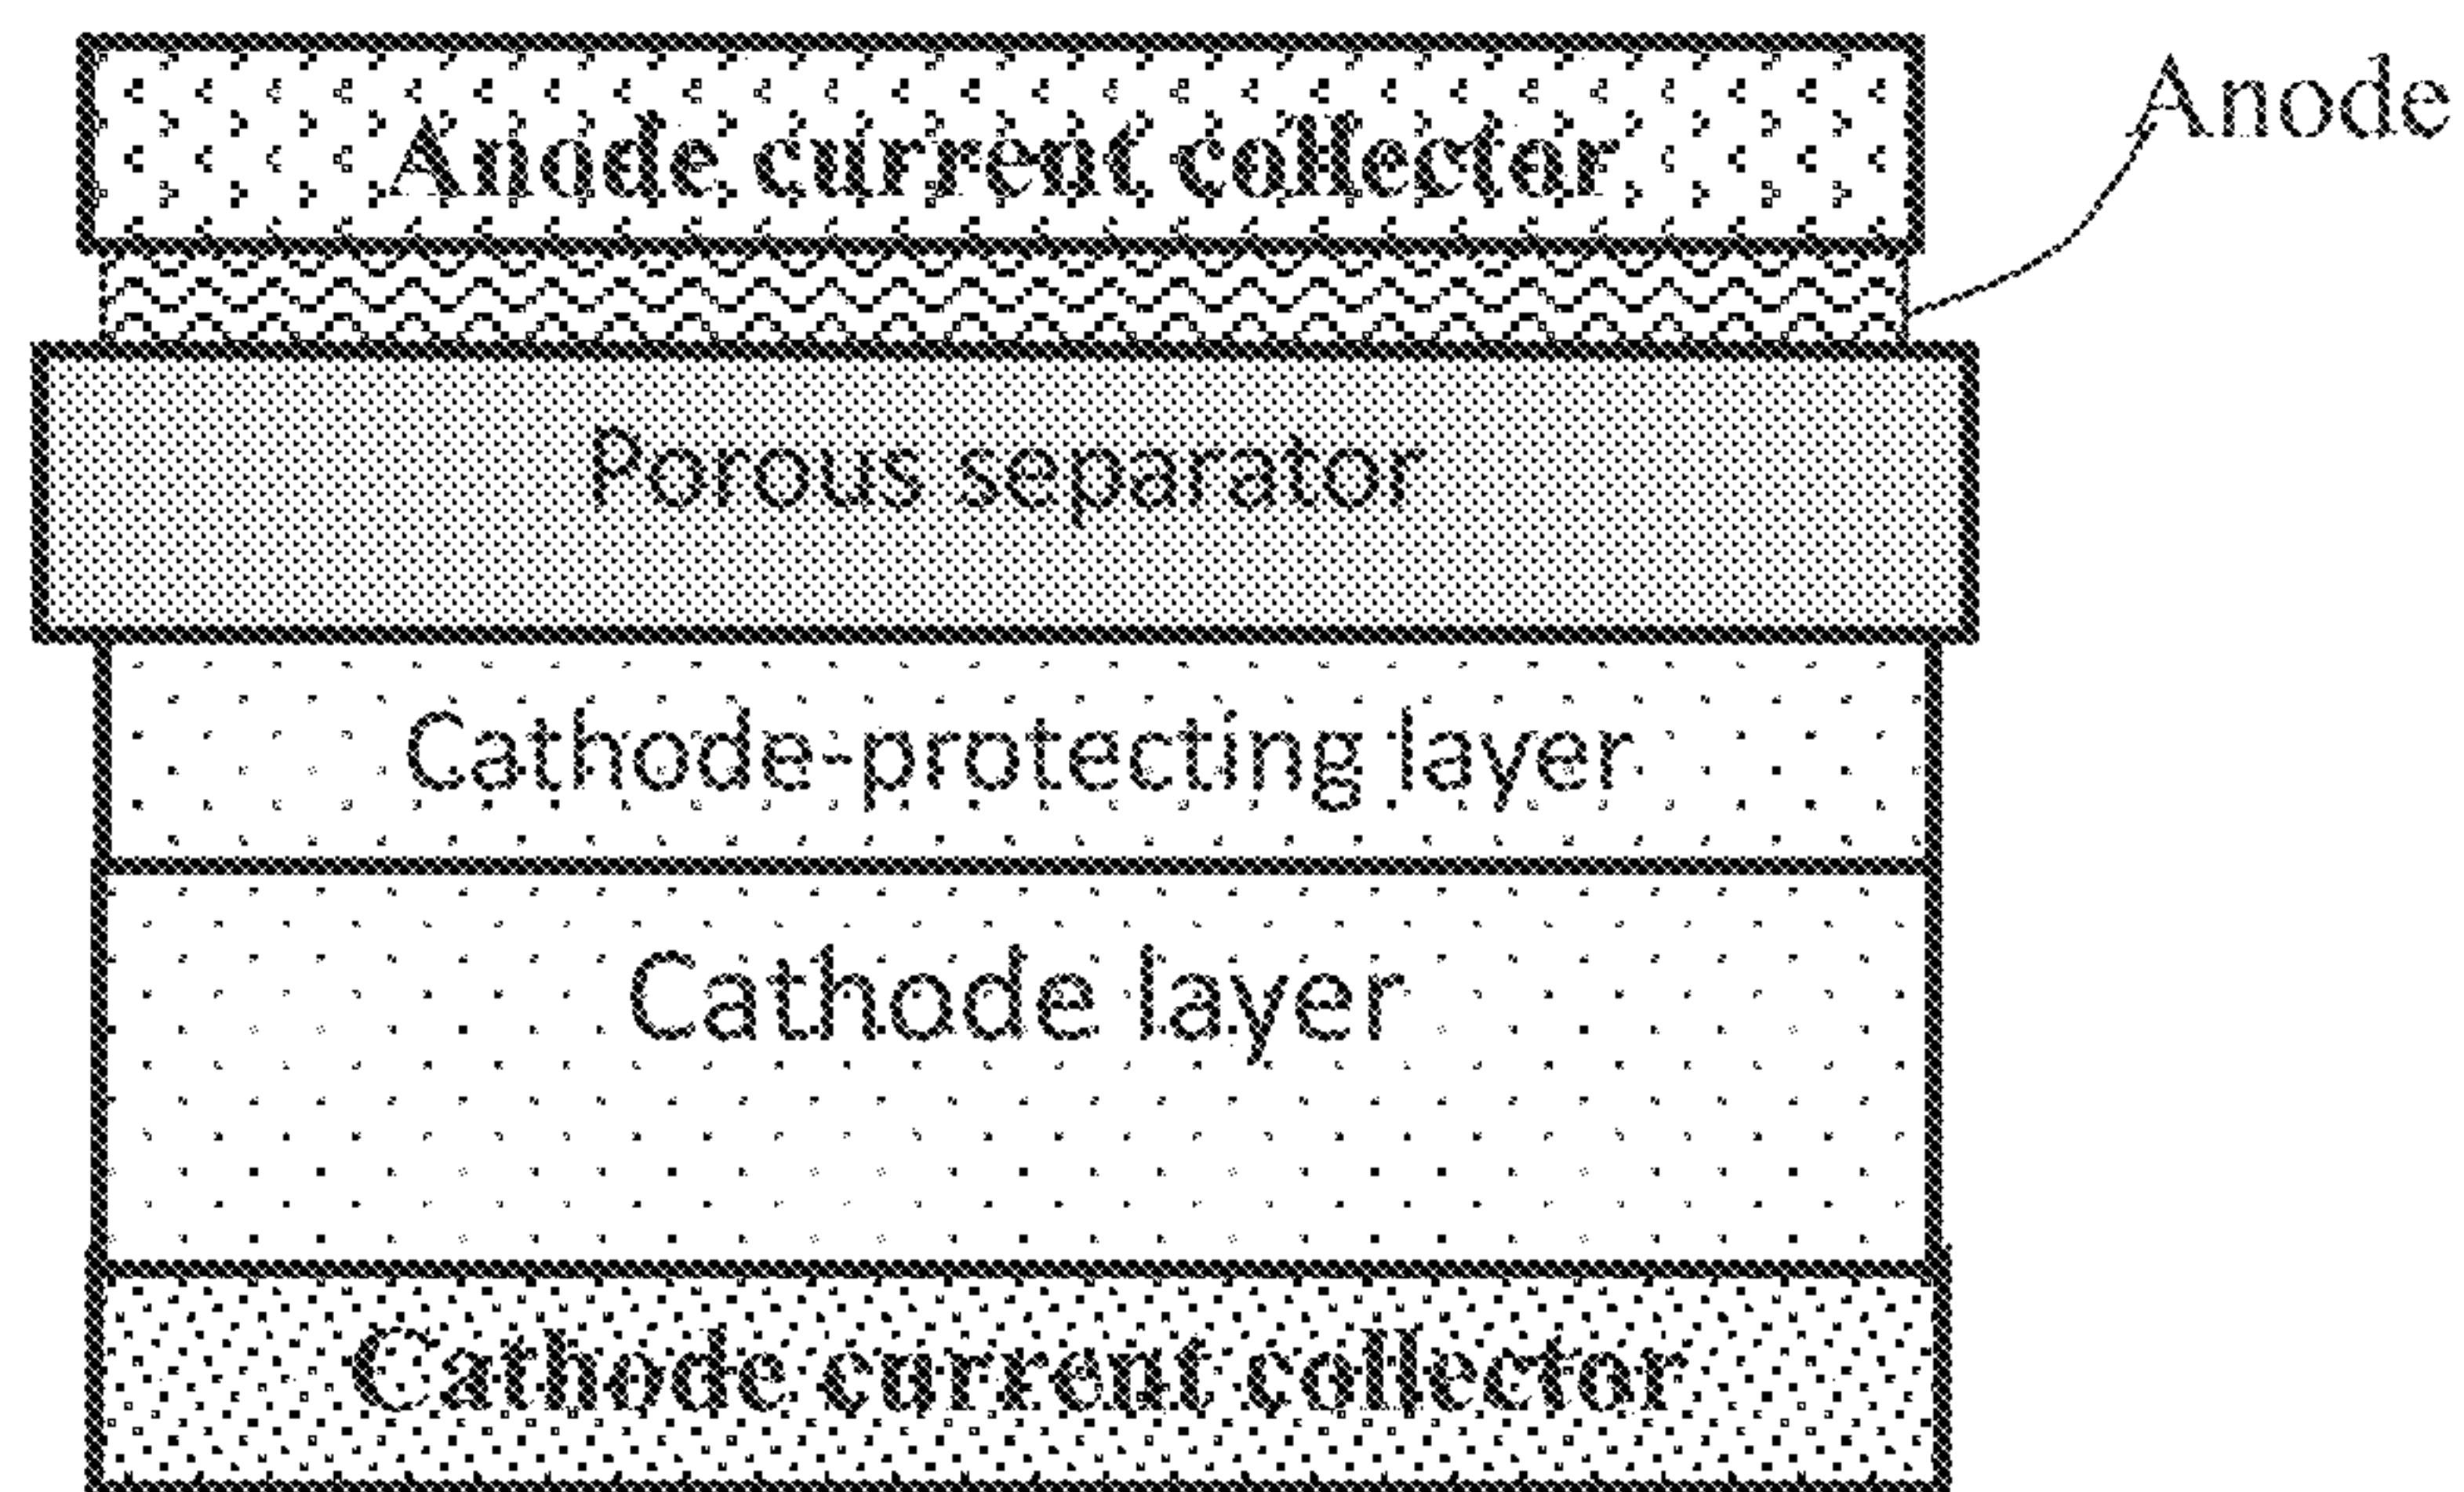 Anode
Anode current collector
Porous separator
Cathode-protecting layer
Cathode layer
Cathode current collector